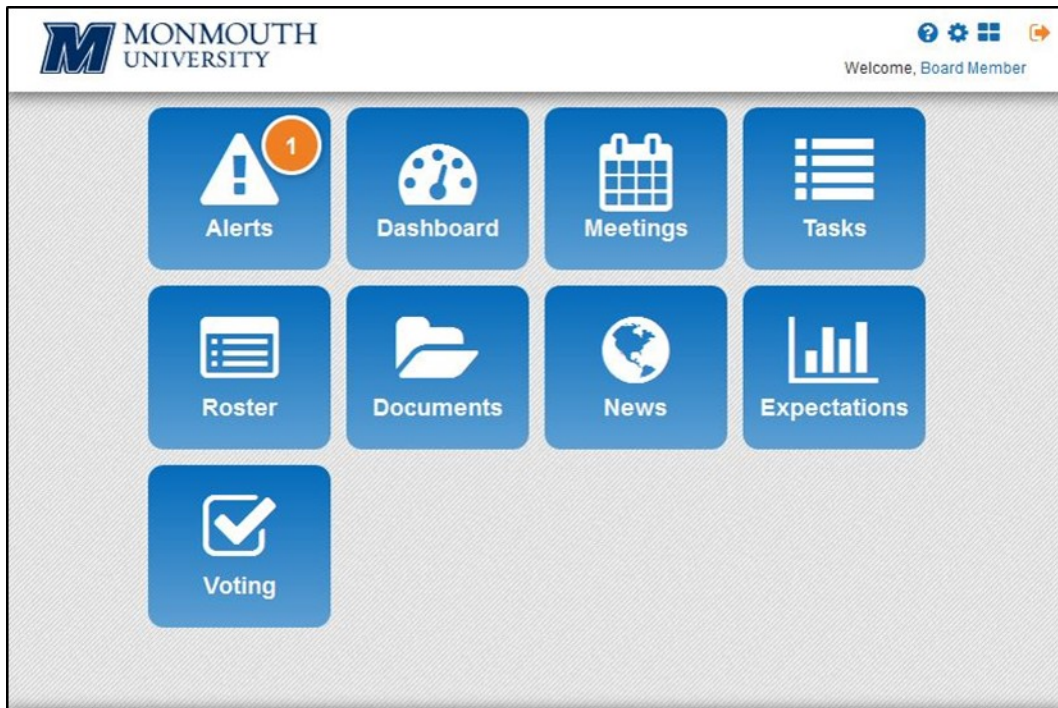 MONMOUTH
UNIVERSITY
Welcome, Board Member
1
Alerts
Dashboard
Meetings
Tasks
Roster
Documents
News
Expectations
Voting